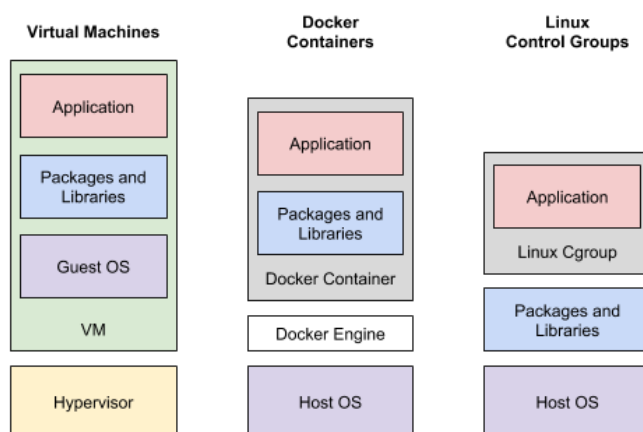 Virtual Machines
Application
Packages and
Libraries
Guest OS
VM
Hypervisor
Docker
Containers
Application
Packages and
Libraries
Docker Container
Docker Engine
Host OS
Linux
Control Groups
Application
Linux Cgroup
Packages and
Libraries
Host OS